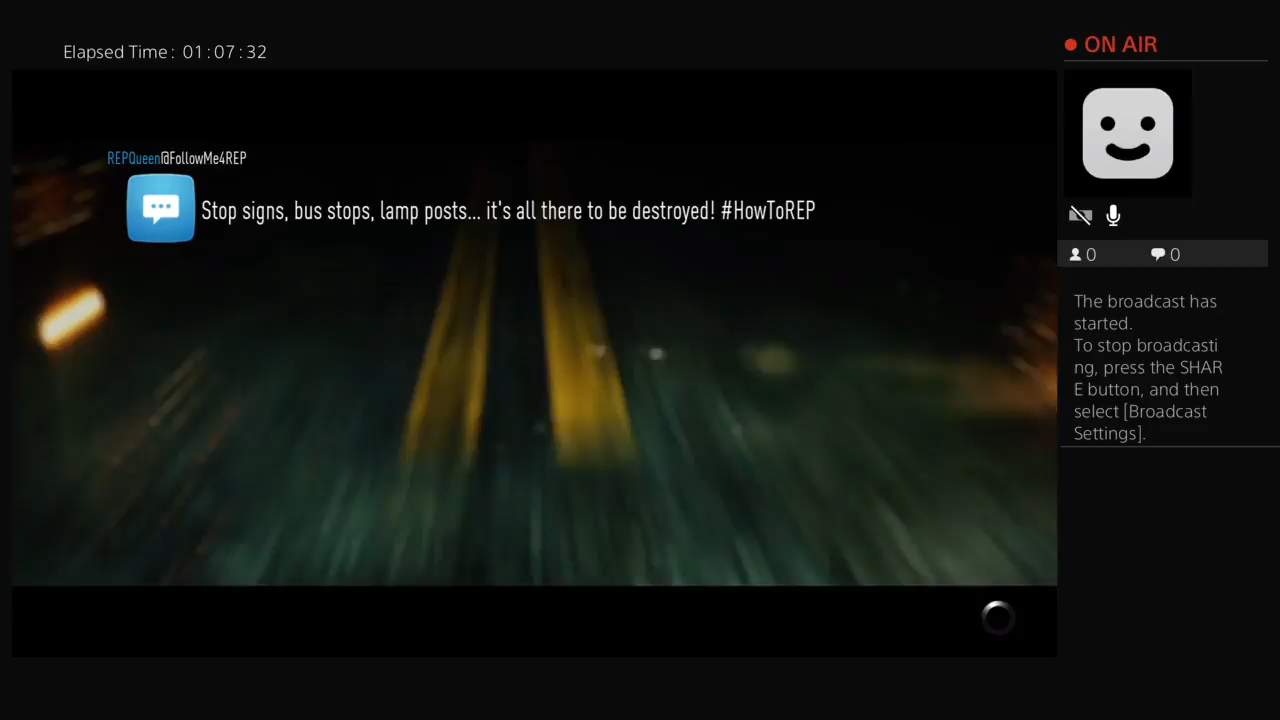 Elapsed Time: 01:07:32
ON AIR
REPQueen@FollowMe4REP
Stop signs, bus stops, lamp posts... it's all there to be destroyed! #HowToREP
0 0
The broadcast has
started.
To stop broadcasti
ng, press the SHAR
E button, and then
select [Broadcast
Settings].